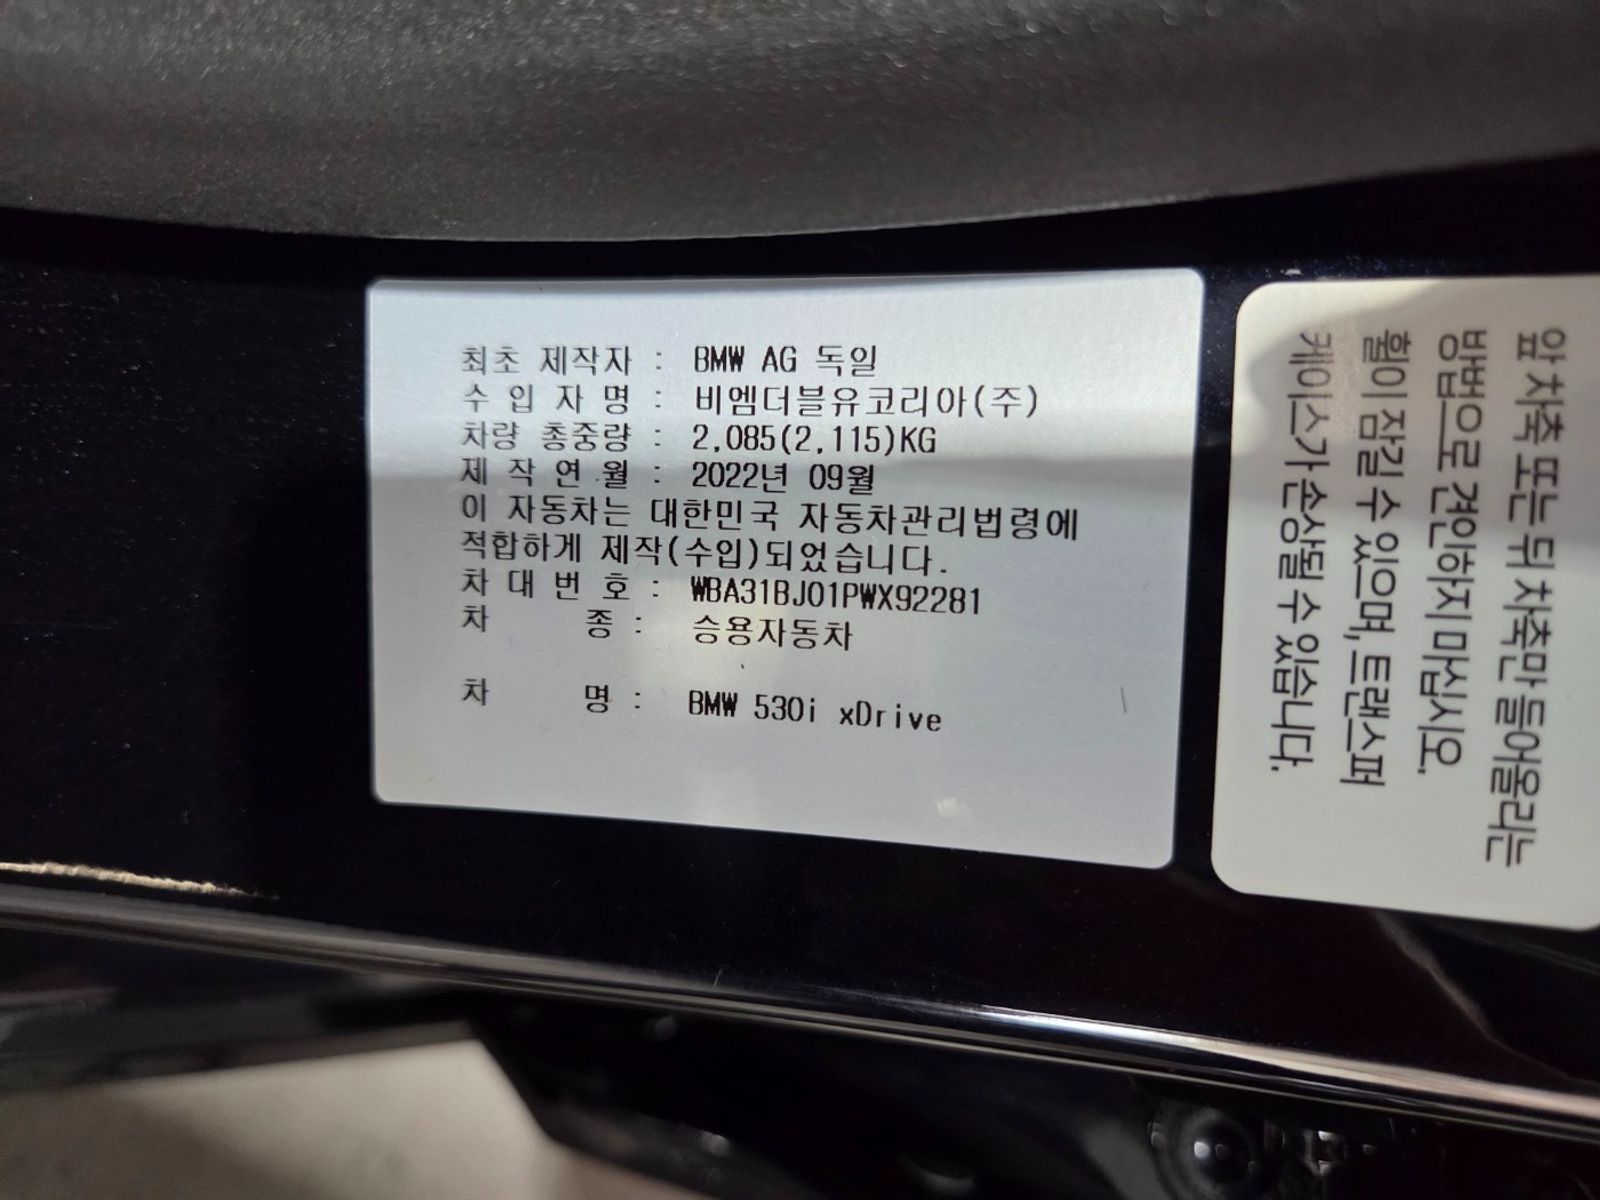 최초 제작자 : BMW AG 독일
수 입 자 명 : 비엠더블유코리아(주)
차량 총중량 : 2,085(2,115)KG
제 작 연 월 : 2022년 09월
이 자동차는 대한민국 자동차관리법령에
적합하게 제작(수입)되었습니다.
차 대 번 호 : WBA31BJ01PWX92281
차 종 : 승용자동차
차 명 : BMW 530i xDrive
앞 차축 또는 뒤 차축만 들어올리는
방법으로 견인하지 마십시오.
휠이 잠길 수 있으며, 트랜스퍼
케이스가 손상될 수 있습니다.